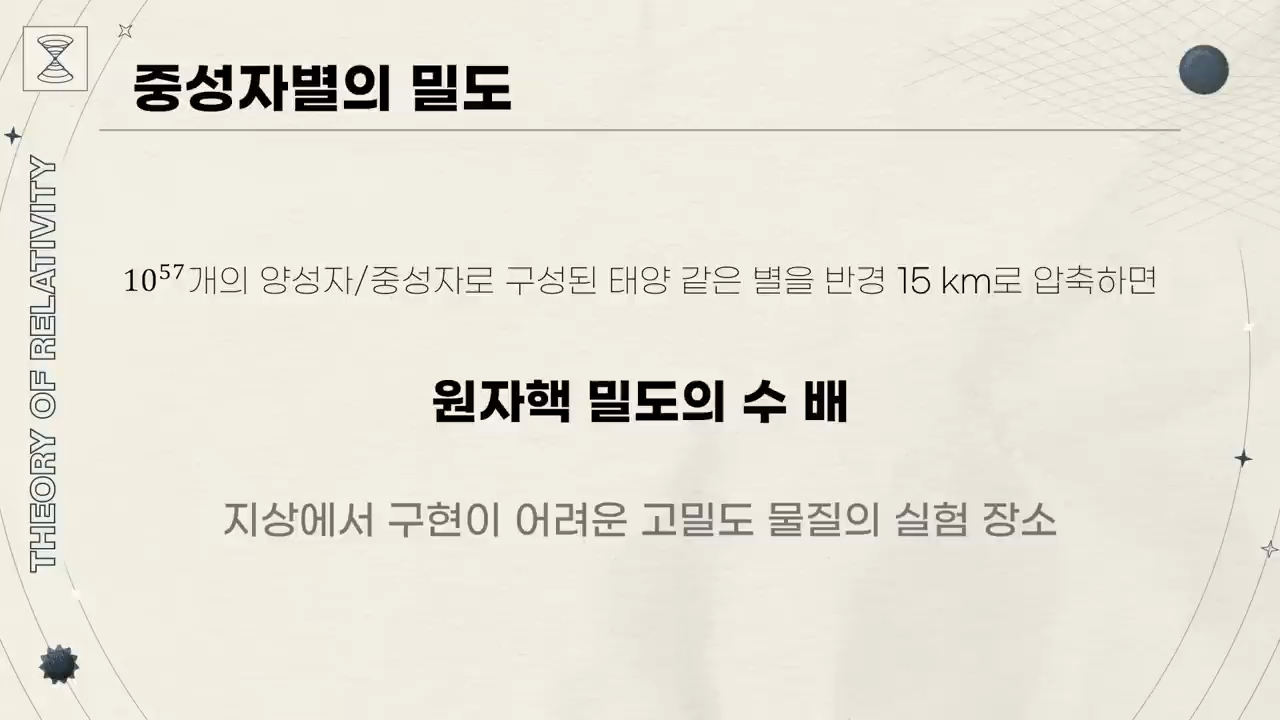 중성자별의 밀도
THEORY OF RELATIVITY
10⁵⁷개의 양성자/중성자로 구성된 태양 같은 별을 반경 15 km로 압축하면
원자핵 밀도의 수 배
지상에서 구현이 어려운 고밀도 물질의 실험 장소